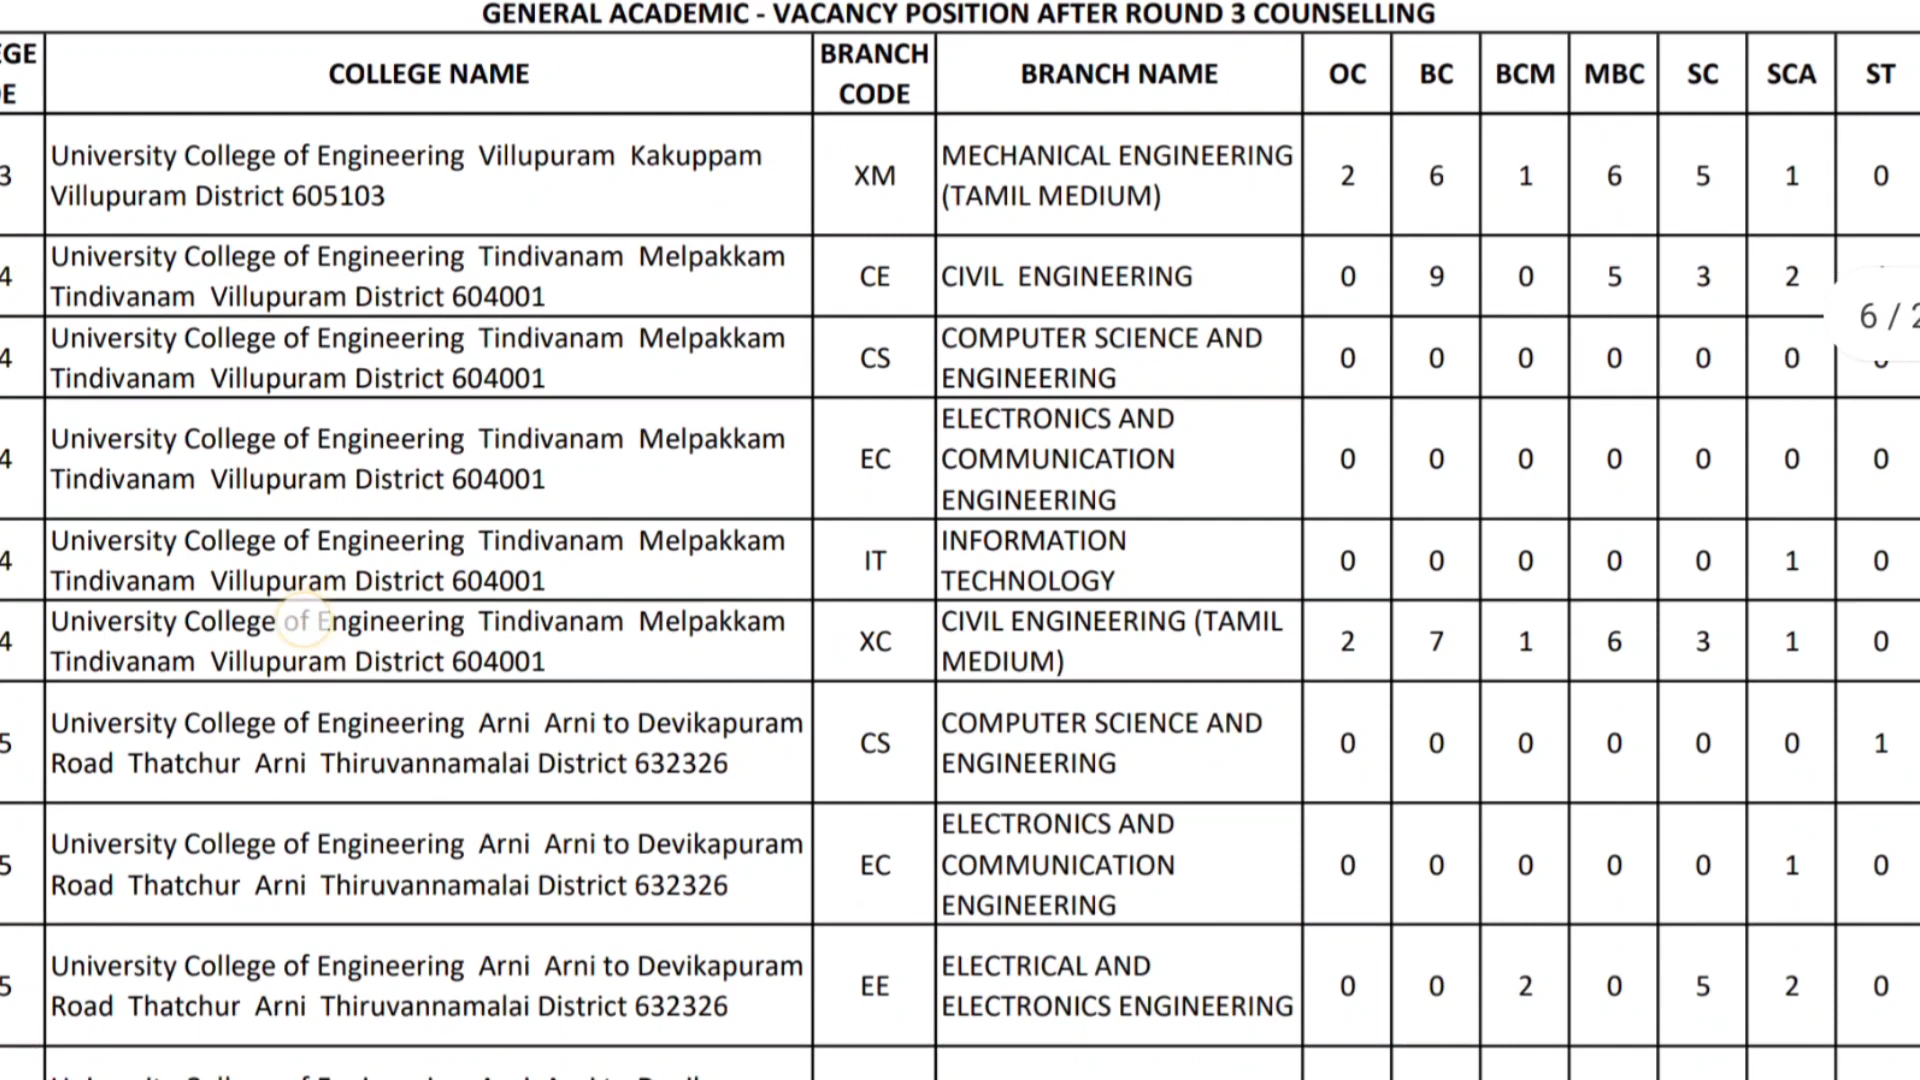 GENERAL ACADEMIC - VACANCY POSITION AFTER ROUND 3 COUNSELLING
COLLEGE NAME BRANCH CODE BRANCH NAME OC BC BCM MBC SC SCA ST
3 University College of Engineering Villupuram Kakuppam
Villupuram District 605103 XM MECHANICAL ENGINEERING
(TAMIL MEDIUM) 2 6 1 6 5 1 0
4 University College of Engineering Tindivanam Melpakkam
Tindivanam Villupuram District 604001 CE CIVIL ENGINEERING 0 9 0 5 3 2
6 / 2
4 University College of Engineering Tindivanam Melpakkam
Tindivanam Villupuram District 604001 CS COMPUTER SCIENCE AND
ENGINEERING 0 0 0 0 0 0
4 University College of Engineering Tindivanam Melpakkam
Tindivanam Villupuram District 604001 EC ELECTRONICS AND
COMMUNICATION
ENGINEERING 0 0 0 0 0 0 0
4 University College of Engineering Tindivanam Melpakkam
Tindivanam Villupuram District 604001 IT INFORMATION
TECHNOLOGY 0 0 0 0 0 1 0
4 University College of Engineering Tindivanam Melpakkam
Tindivanam Villupuram District 604001 XC CIVIL ENGINEERING (TAMIL
MEDIUM) 2 7 1 6 3 1 0
5 University College of Engineering Arni Arni to Devikapuram
Road Thatchur Arni Thiruvannamalai District 632326 CS COMPUTER SCIENCE AND
ENGINEERING 0 0 0 0 0 0 1
5 University College of Engineering Arni Arni to Devikapuram
Road Thatchur Arni Thiruvannamalai District 632326 EC ELECTRONICS AND
COMMUNICATION
ENGINEERING 0 0 0 0 0 1 0
5 University College of Engineering Arni Arni to Devikapuram
Road Thatchur Arni Thiruvannamalai District 632326 EE ELECTRICAL AND
ELECTRONICS ENGINEERING 0 0 2 0 5 2 0